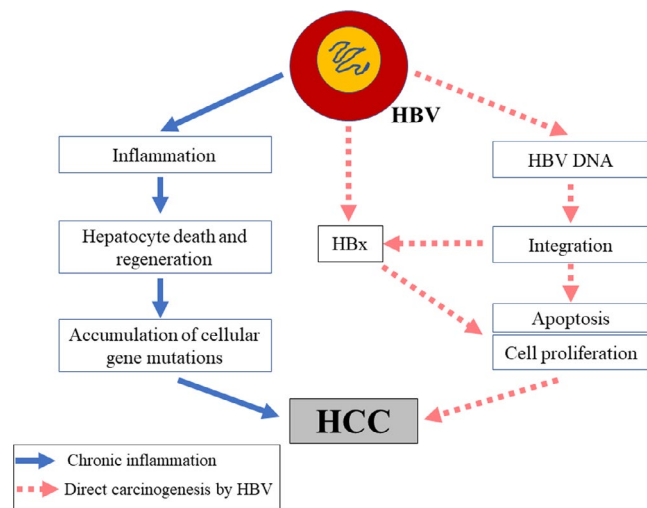 HBV
Inflammation
Hepatocyte death and
regeneration
Accumulation of cellular
gene mutations
HBx
HBV DNA
Integration
Apoptosis
Cell proliferation
HCC
Chronic inflammation
Direct carcinogenesis by HBV